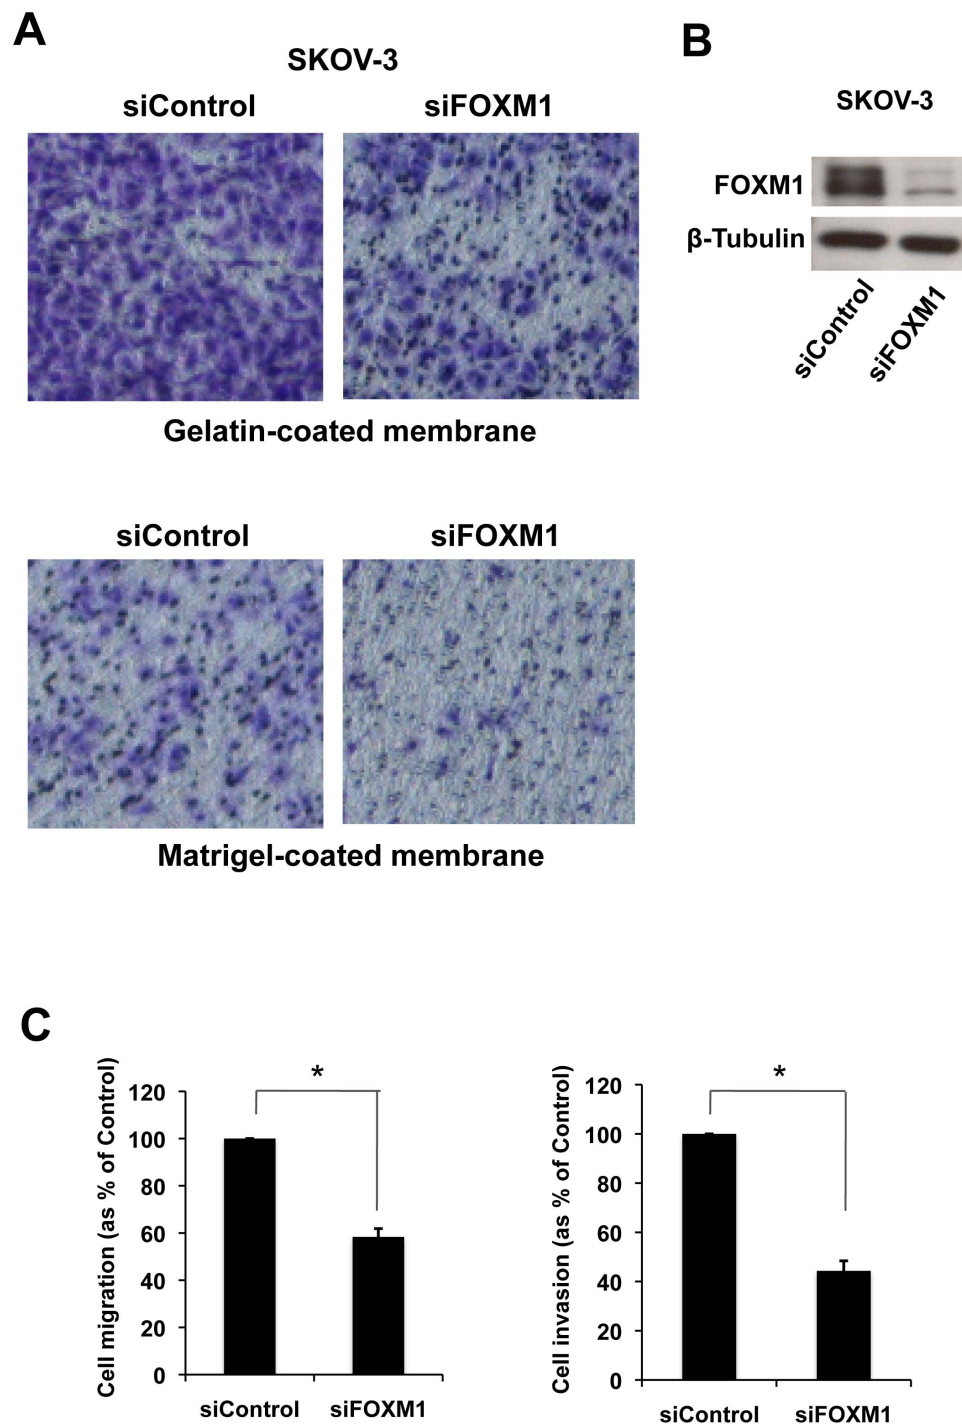 A
SKOV-3
siControl
siFOXM1
Gelatin-coated membrane
siControl
siFOXM1
Matrigel-coated membrane
B
SKOV-3
FOXM1
β-Tubulin
siControl
siFOXM1
C
Cell migration (as % of Control)
120
100
80
60
40
20
0
*
siControl
siFOXM1
Cell invasion (as % of Control)
120
100
80
60
40
20
0
*
siControl
siFOXM1